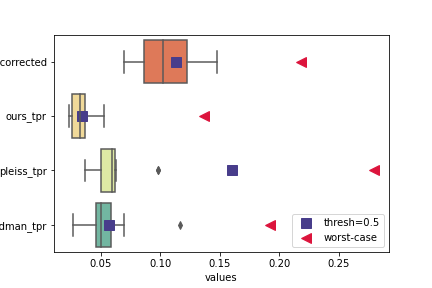 corrected
ours_tpr
pleiss_tpr
dman_tpr
thresh=0.5
worst-case
0.05 0.10 0.15 0.20 0.25
values